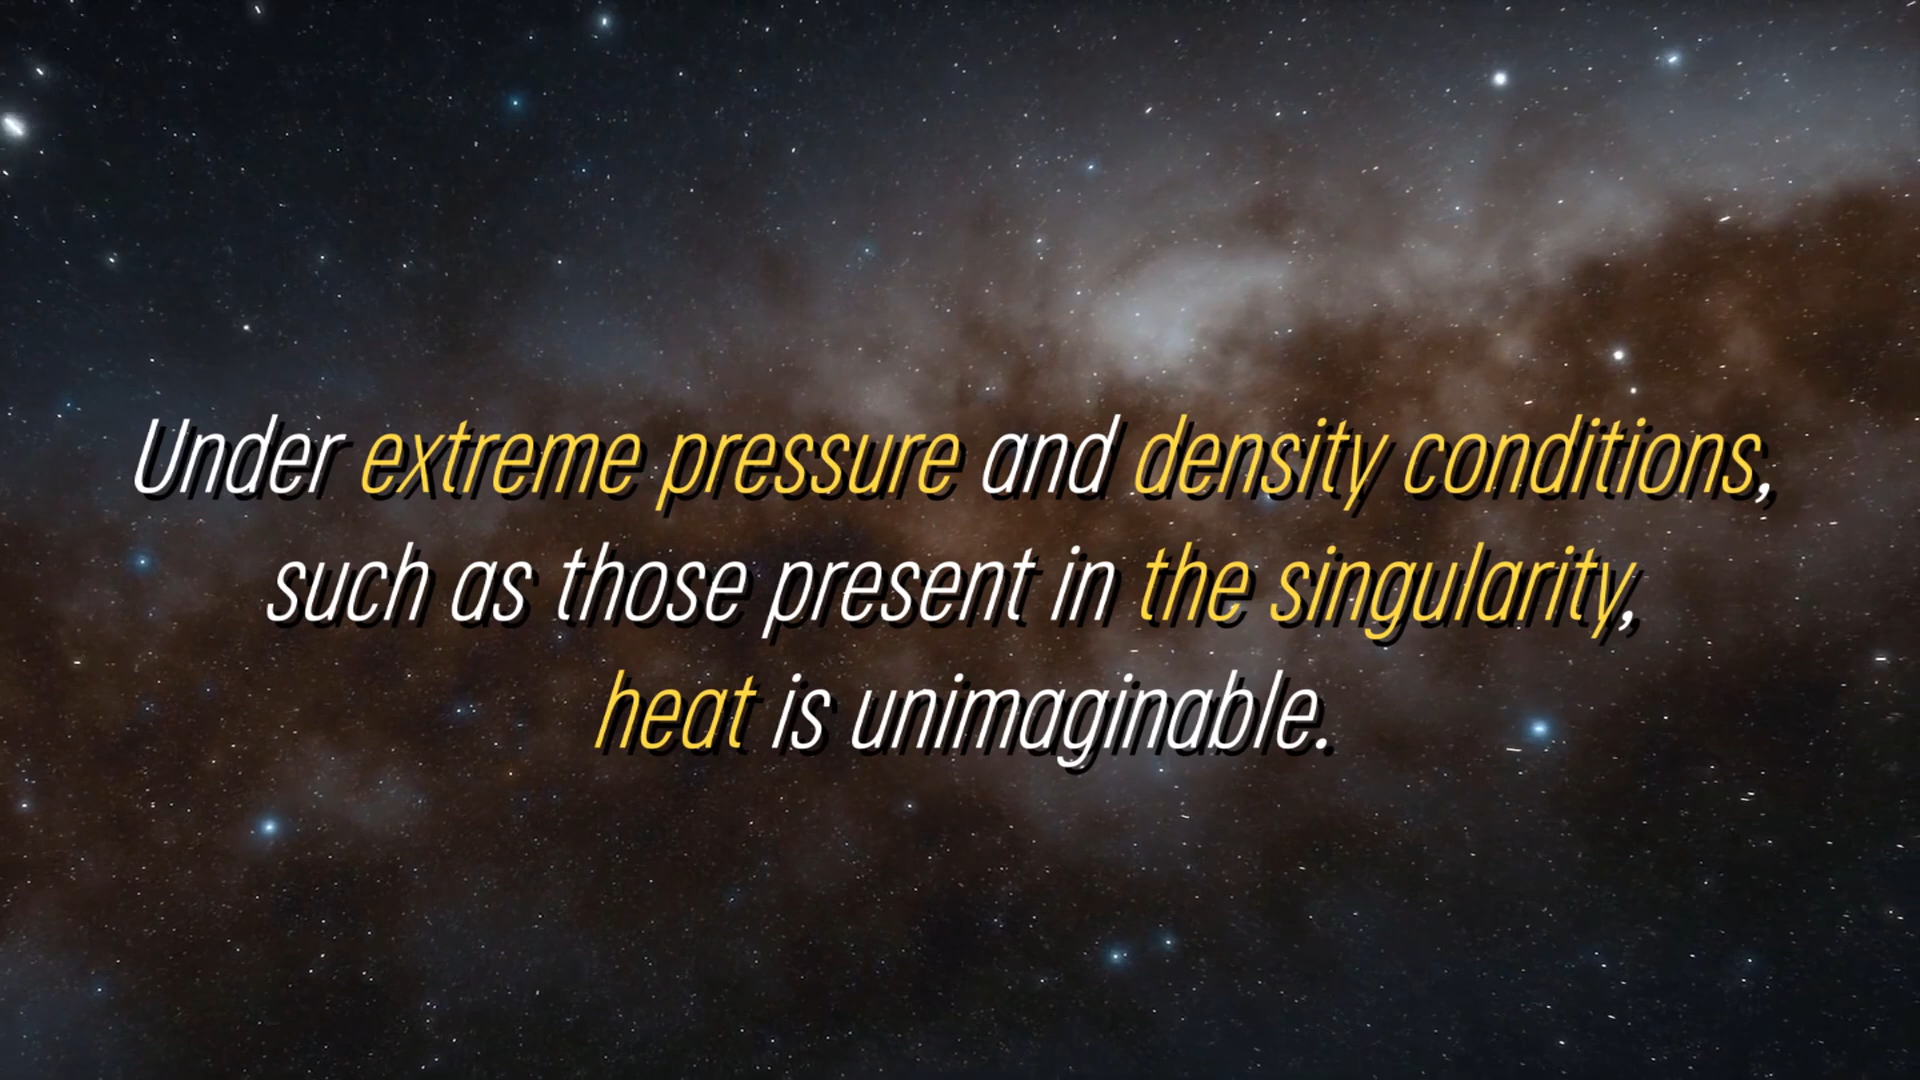 Under extreme pressure and density conditions,
such as those present in the singularity,
heat is unimaginable.